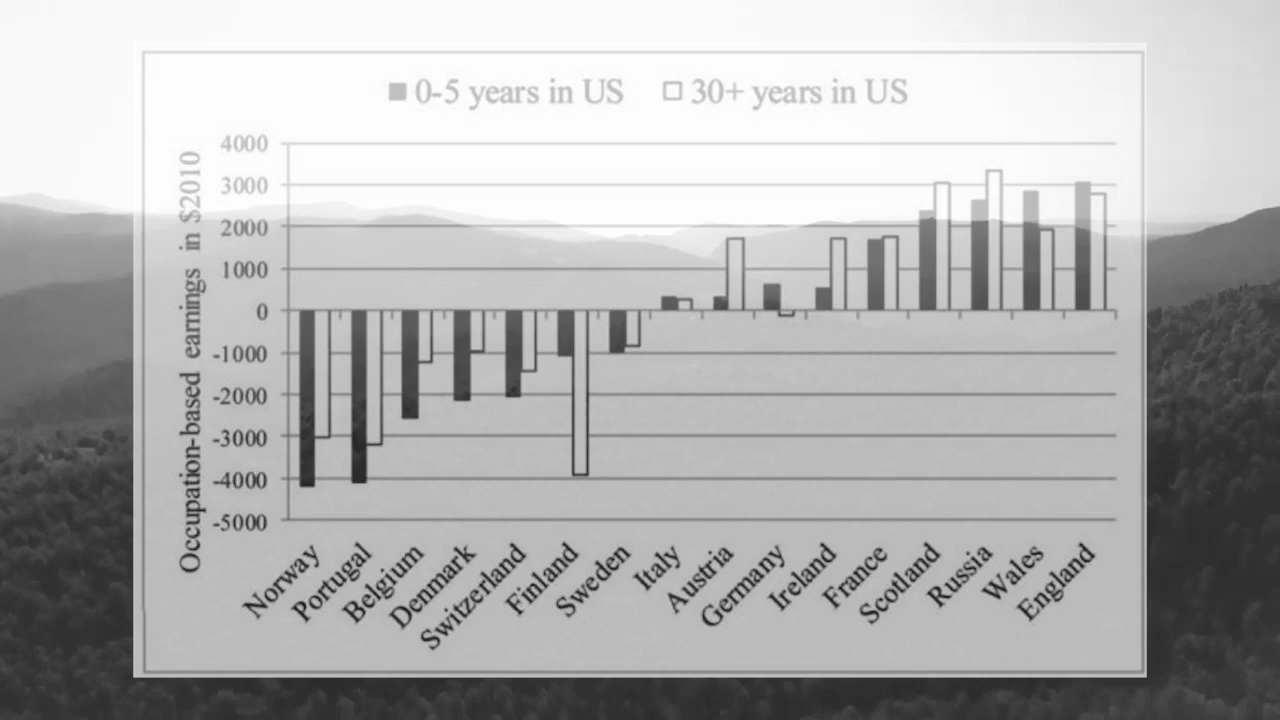 0-5 years in US 30+ years in US
Occupation-based earnings in $2010
4000
3000
2000
1000
0
-1000
-2000
-3000
-4000
-5000
Norway
Portugal
Belgium
Denmark
Switzerland
Finland
Sweden
Italy
Austria
Germany
Ireland
France
Scotland
Russia
Wales
England